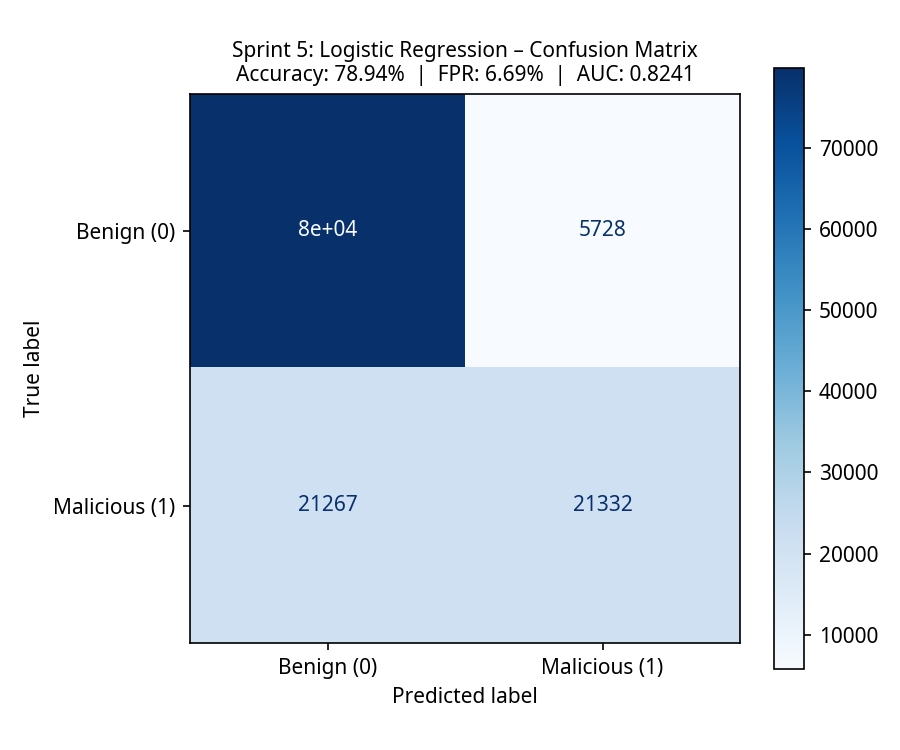 Sprint 5: Logistic Regression – Confusion Matrix
Accuracy: 78.94%  |  FPR: 6.69%  |  AUC: 0.8241
Benign (0)
8e+04
5728
Malicious (1)
21267
21332
Benign (0)
Malicious (1)
Predicted label
True label
70000
60000
50000
40000
30000
20000
10000